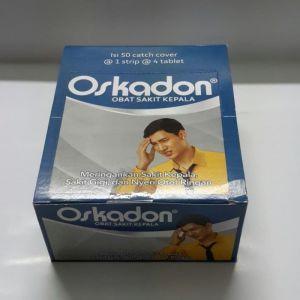 Isi 50 catch cover
@ 1 strip @ 4 tablet
Oskadon®
OBAT SAKIT KEPALA
Meringankan Sakit Kepala,
Sakit Gigi, dan Nyeri Otot Ringan
Oskadon®
OBAT SAKIT KEPALA